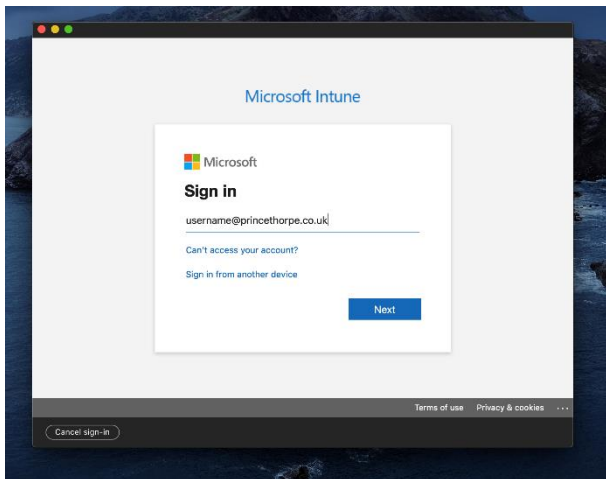 Microsoft Intune
Microsoft
Sign in
username@princethorpe.co.uk
Can't access your account?
Sign in from another device
Next
Terms of use Privacy & cookies ...
Cancel sign-in